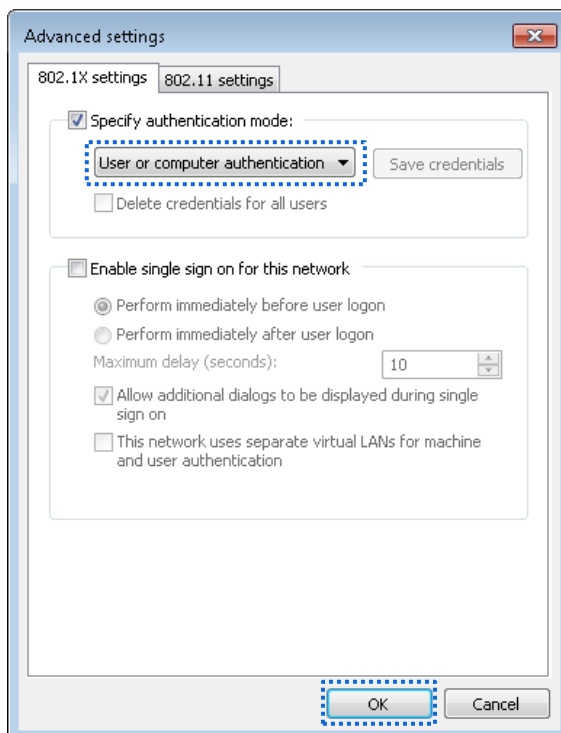 Advanced settings
802.1X settings 802.11 settings
Specify authentication mode:
User or computer authentication Save credentials
Delete credentials for all users
Enable single sign on for this network
Perform immediately before user logon
Perform immediately after user logon
Maximum delay (seconds): 10
Allow additional dialogs to be displayed during single
sign on
This network uses separate virtual LANs for machine
and user authentication
OK Cancel